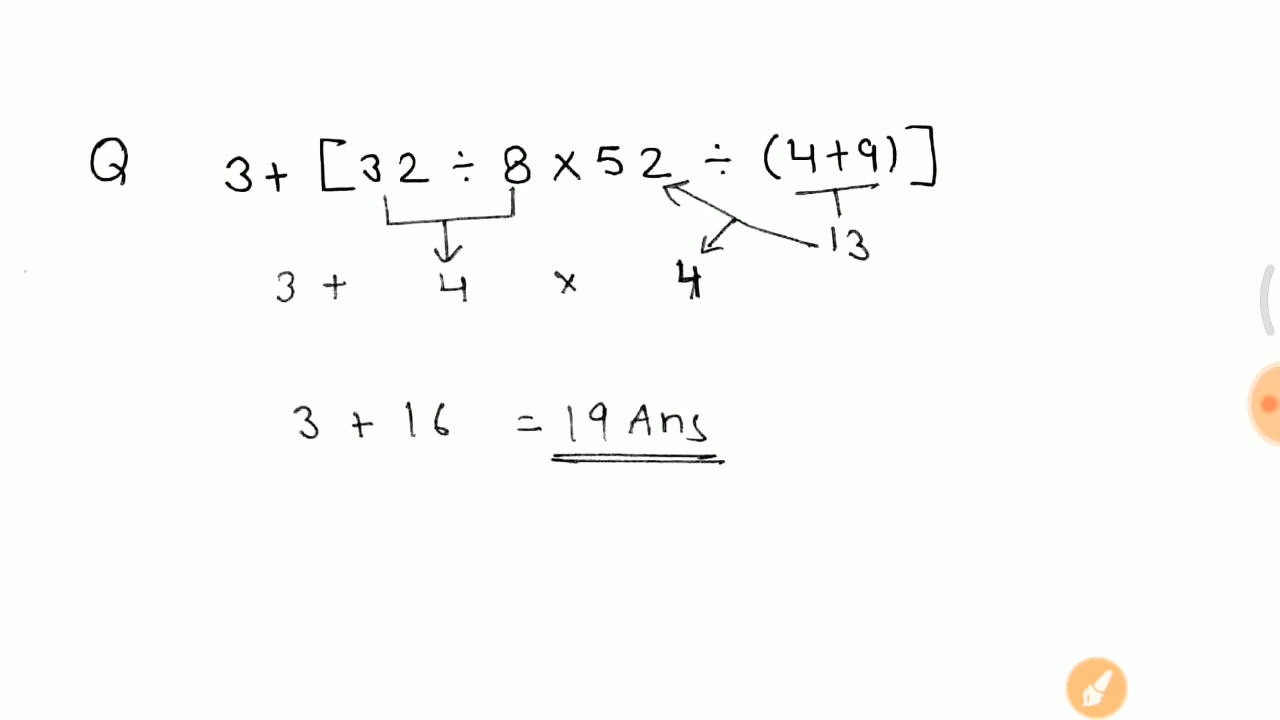 Q 3 + [32 ÷ 8 × 52 ÷ (4+9)]
13
3 + 4 × 4
3 + 16 = 19 Ans